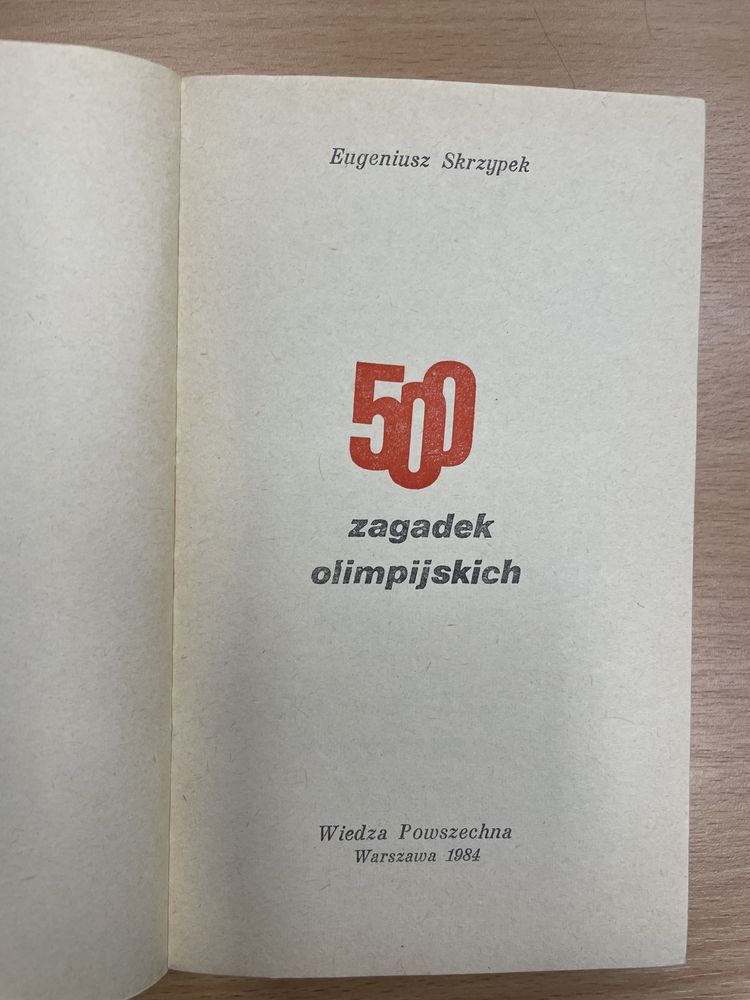 Eugeniusz Skrzypek
500
zagadek
olimpijskich
Wiedza Powszechna
Warszawa 1984